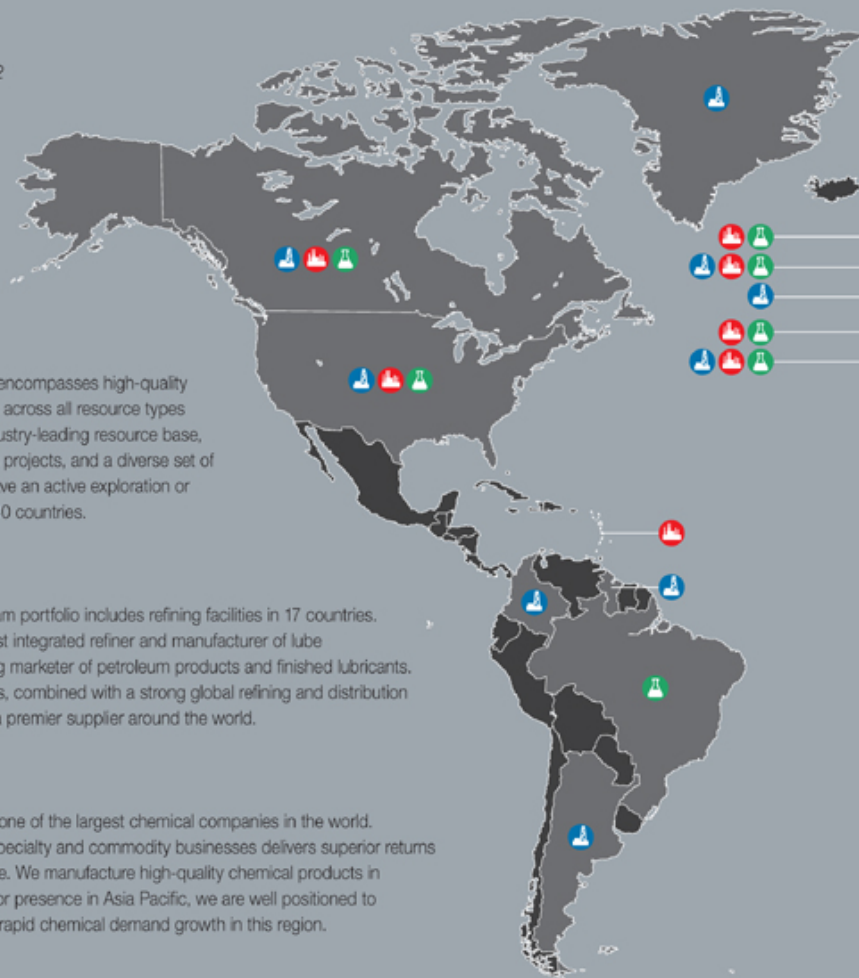 encompasses high-quality
across all resource types
ustry-leading resource base,
projects, and a diverse set of
ve an active exploration or
0 countries.
am portfolio includes refining facilities in 17 countries.
st integrated refiner and manufacturer of lube
g marketer of petroleum products and finished lubricants.
s, combined with a strong global refining and distribution
a premier supplier around the world.
one of the largest chemical companies in the world.
pecialty and commodity businesses delivers superior returns
e. We manufacture high-quality chemical products in
or presence in Asia Pacific, we are well positioned to
rapid chemical demand growth in this region.